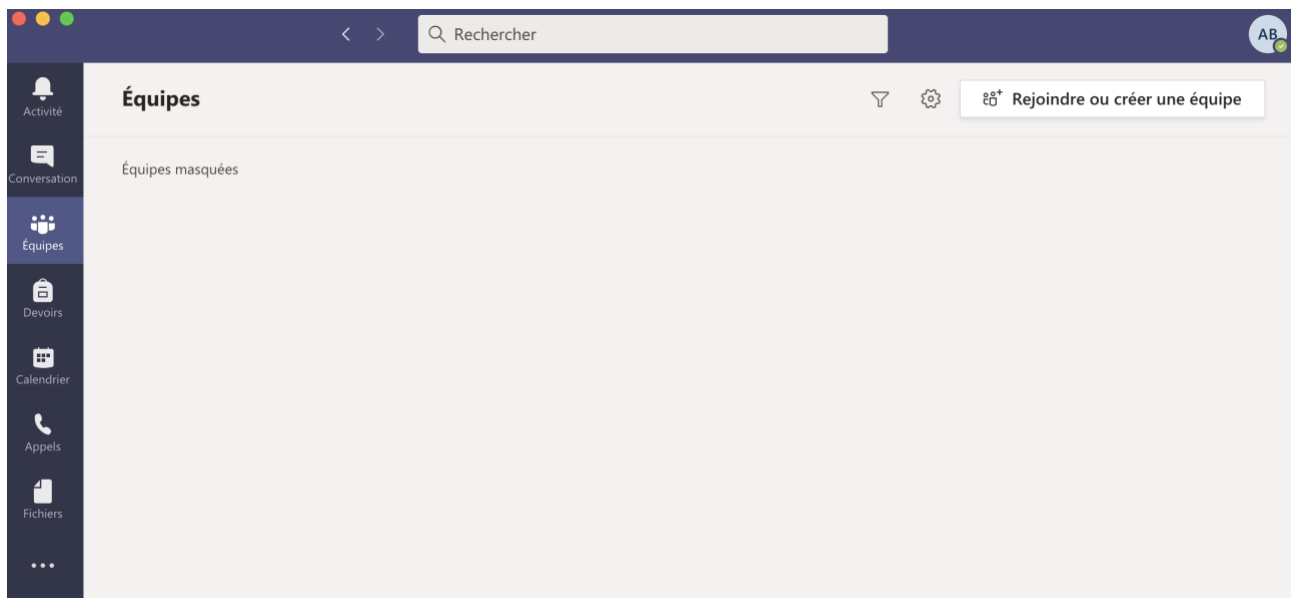 Rechercher
AB
Activité
Conversation
Équipes
Devoirs
Calendrier
Appels
Fichiers
Équipes
Rejoindre ou créer une équipe
Équipes masquées